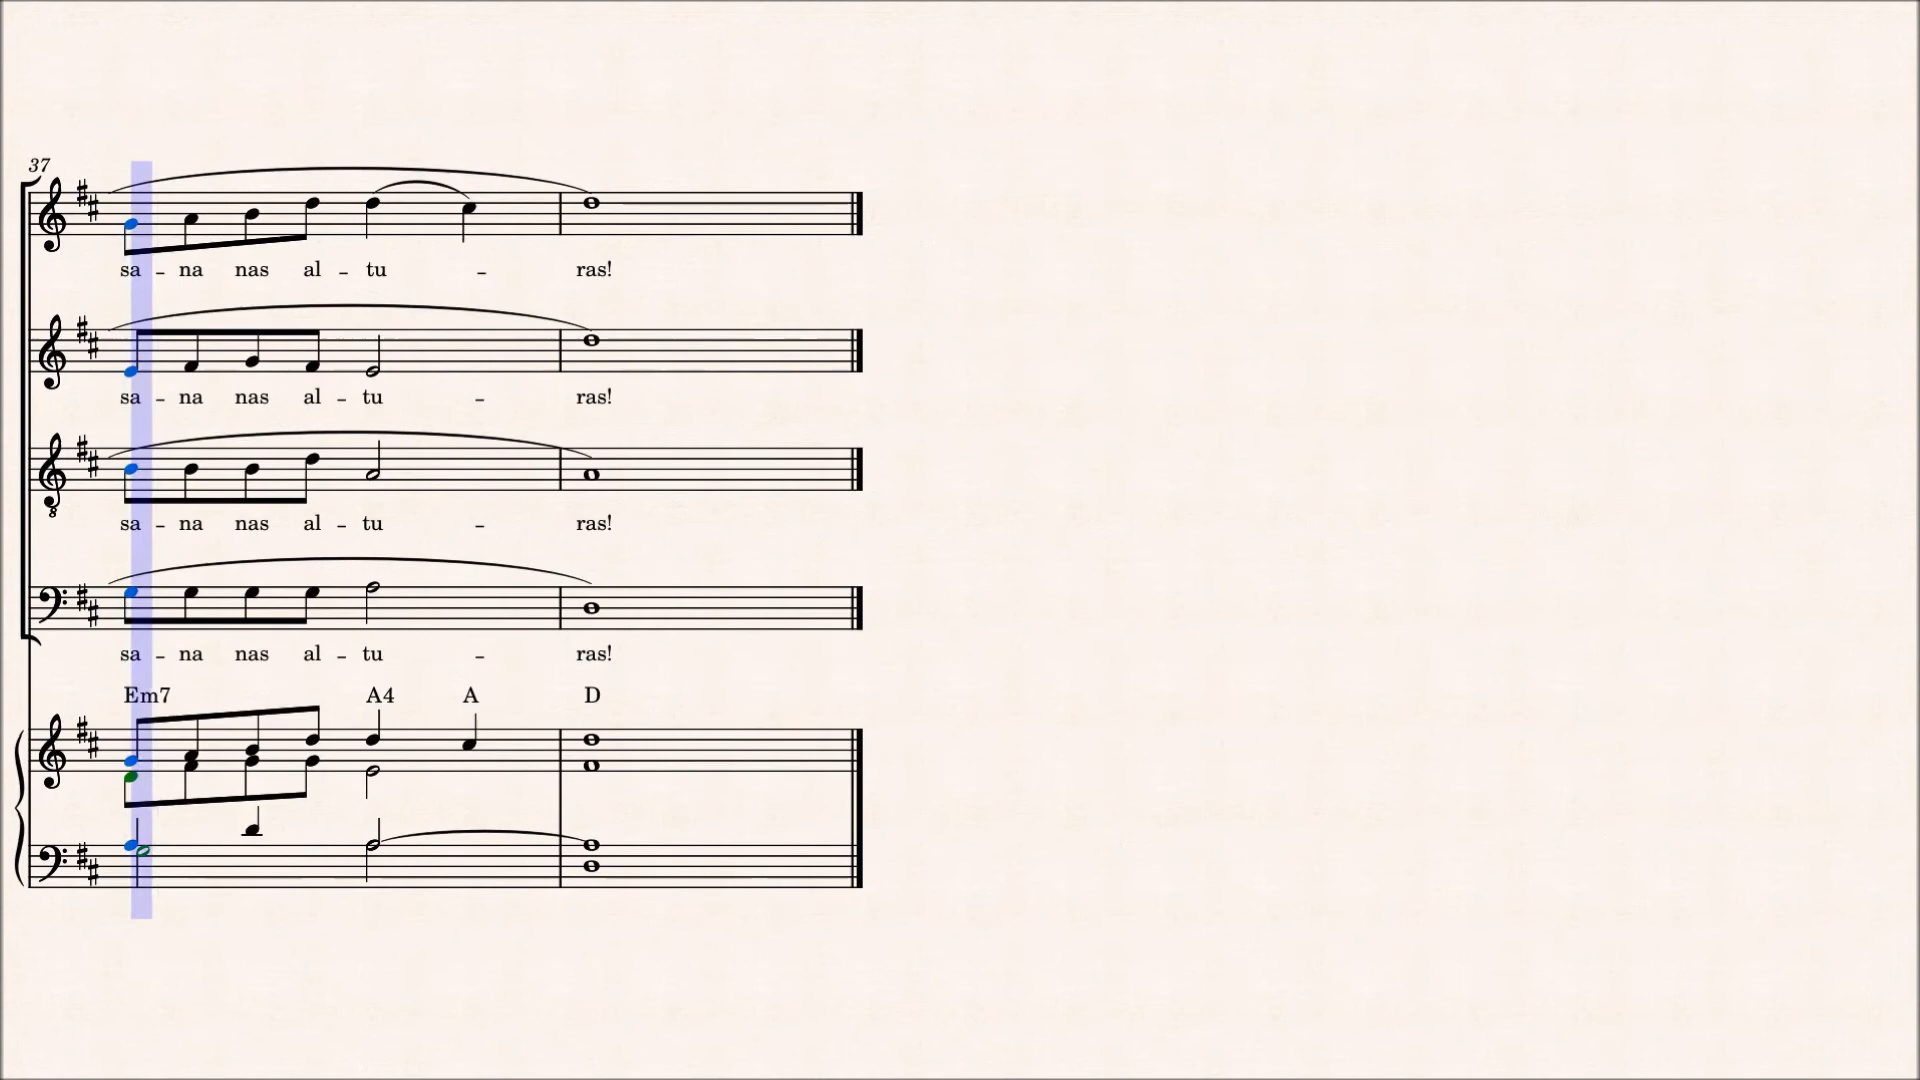 37
sa - na nas al - tu - ras!
sa - na nas al - tu - ras!
sa - na nas al - tu - ras!
8
sa - na nas al - tu - ras!
Em7 A4 A D